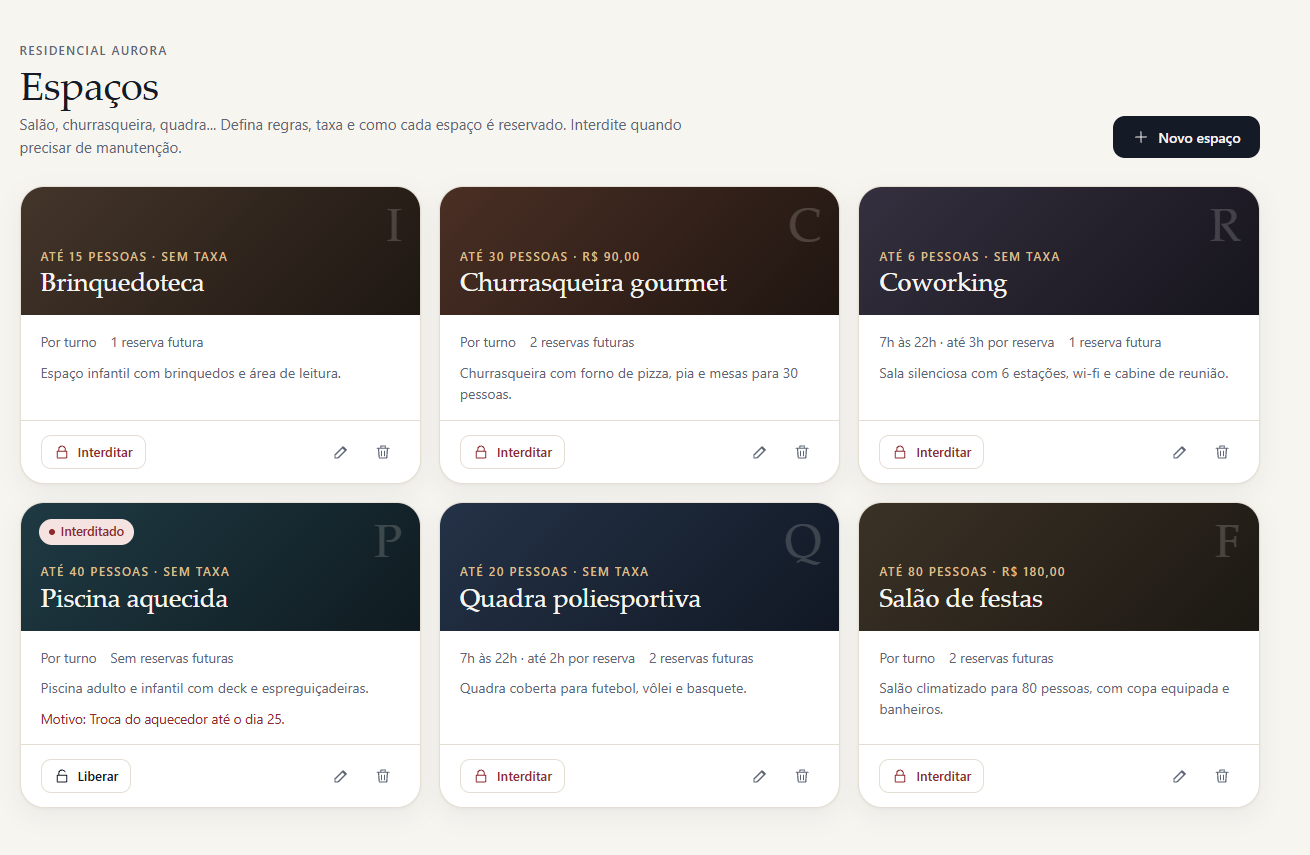 RESIDENCIAL AURORA
Espaços
Salão, churrasqueira, quadra... Defina regras, taxa e como cada espaço é reservado. Interdite quando
precisar de manutenção.
Novo espaço
I
ATÉ 15 PESSOAS · SEM TAXA
Brinquedoteca
Por turno 1 reserva futura
Espaço infantil com brinquedos e área de leitura.
Interditar
C
ATÉ 30 PESSOAS · R$ 90,00
Churrasqueira gourmet
Por turno 2 reservas futuras
Churrasqueira com forno de pizza, pia e mesas para 30
pessoas.
Interditar
R
ATÉ 6 PESSOAS · SEM TAXA
Coworking
7h às 22h · até 3h por reserva 1 reserva futura
Sala silenciosa com 6 estações, wi-fi e cabine de reunião.
Interditar
Interditado
P
ATÉ 40 PESSOAS · SEM TAXA
Piscina aquecida
Por turno Sem reservas futuras
Piscina adulto e infantil com deck e espreguiçadeiras.
Motivo: Troca do aquecedor até o dia 25.
Liberar
Q
ATÉ 20 PESSOAS · SEM TAXA
Quadra poliesportiva
7h às 22h · até 2h por reserva 2 reservas futuras
Quadra coberta para futebol, vôlei e basquete.
Interditar
F
ATÉ 80 PESSOAS · R$ 180,00
Salão de festas
Por turno 2 reservas futuras
Salão climatizado para 80 pessoas, com copa equipada e
banheiros.
Interditar